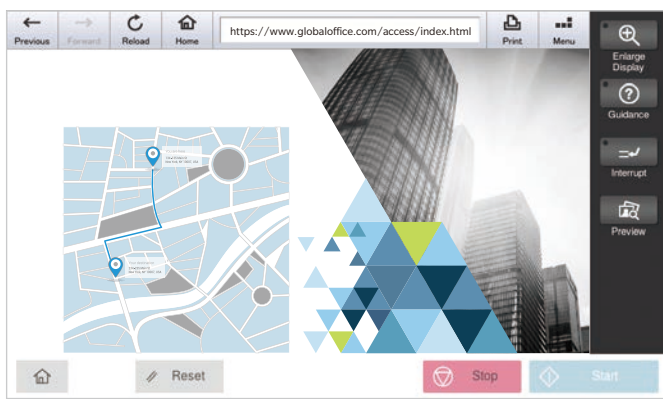 Previous
Forward
Reload
Home
https://www.globaloffice.com/access/index.html
Print
Menu
Enlarge
Display
Guidance
Interrupt
Preview
Reset
Stop
Start